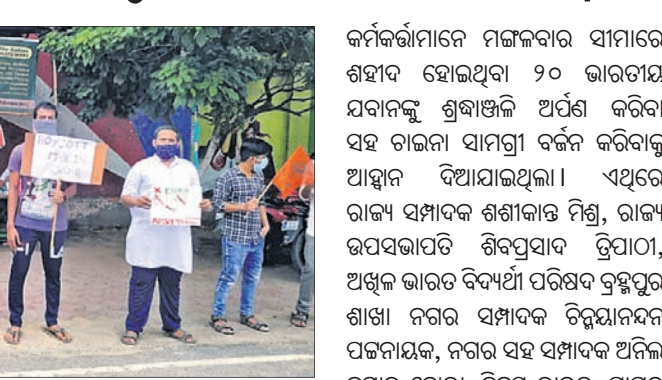 BOYCOTT
କର୍ମକର୍ତ୍ତାମାନେ ମଙ୍ଗଳବାର ସୀମାରେ
ଶହୀଦ ହୋଇଥିବା ୨୦ ଭାରତୀୟ
ଯବାନଙ୍କୁ ଶ୍ରଦ୍ଧାଞ୍ଜଳି ଅର୍ପଣ କରିବା
ସହ ଚାଇନା ସାମଗ୍ରୀ ବର୍ଜନ କରିବାକୁ
ଆହ୍ୱାନ ଦିଆଯାଇଥିଲା। ଏଥିରେ
ରାଜ୍ୟ ସମ୍ପାଦକ ଶଶୀକାନ୍ତ ମିଶ୍ର, ରାଜ୍ୟ
ଉପସଭାପତି ଶିବପ୍ରସାଦ ତ୍ରିପାଠୀ,
ଅଖିଳ ଭାରତ ବିଦ୍ୟାର୍ଥୀ ପରିଷଦ ବ୍ରହ୍ମପୁର
ଶାଖା ନଗର ସମ୍ପାଦକ ଚିନ୍ମୟାନନ୍ଦନ
ପଟ୍ଟନାୟକ, ନଗର ସହ ସମ୍ପାଦକ ଅନିଲ